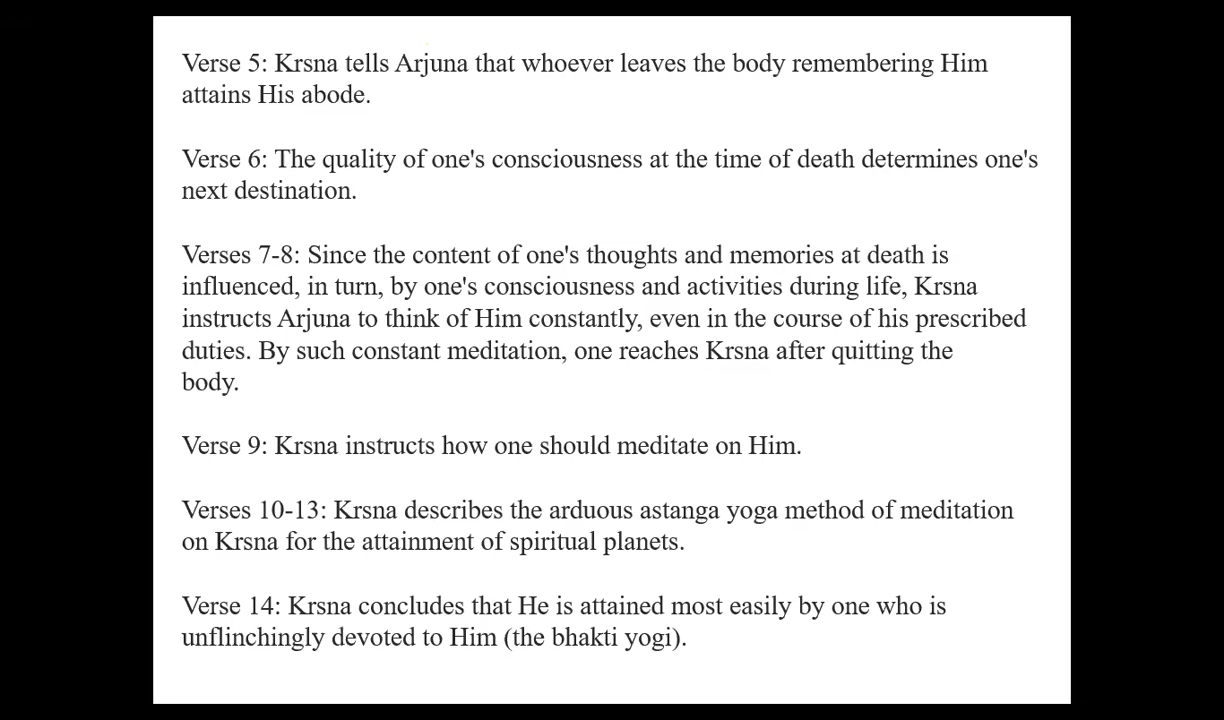 Verse 5: Krsna tells Arjuna that whoever leaves the body remembering Him
attains His abode.
Verse 6: The quality of one's consciousness at the time of death determines one's
next destination.
Verses 7-8: Since the content of one's thoughts and memories at death is
influenced, in turn, by one's consciousness and activities during life, Krsna
instructs Arjuna to think of Him constantly, even in the course of his prescribed
duties. By such constant meditation, one reaches Krsna after quitting the
body.
Verse 9: Krsna instructs how one should meditate on Him.
Verses 10-13: Krsna describes the arduous astanga yoga method of meditation
on Krsna for the attainment of spiritual planets.
Verse 14: Krsna concludes that He is attained most easily by one who is
unflinchingly devoted to Him (the bhakti yogi).